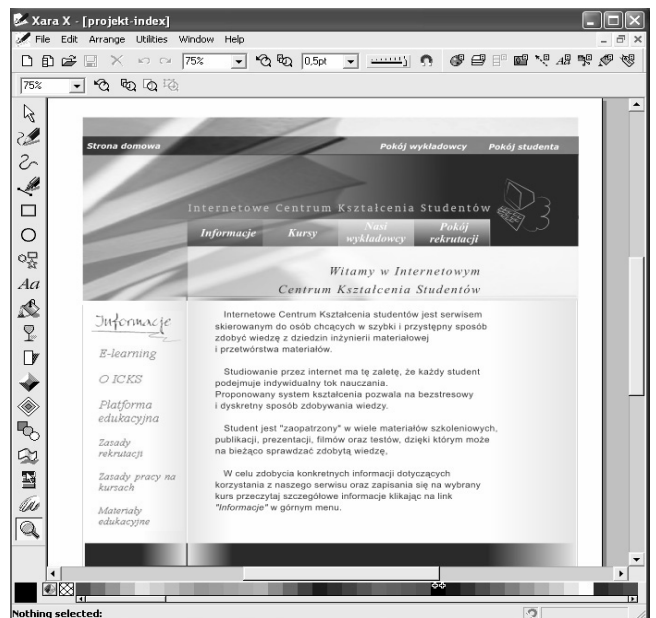 Xara X - [projekt-index]
File Edit Arrange Utilities Window Help
75% 0,5pt
75%
Strona domowa Pokój wykładowcy Pokój studenta
Internetowe Centrum Kształcenia Studentów
Informacje Kursy Nasi wykładowcy Pokój rekrutacji
Witamy w Internetowym
Centrum Kształcenia Studentów
Informacje
E-learning
O ICKS
Platforma
edukacyjna
Zasady
rekrutacji
Zasady pracy na
kursach
Materiały
edukacyjne
Internetowe Centrum Kształcenia studentów jest serwisem
skierowanym do osób chcących w szybki i przystępny sposób
zdobyć wiedzę z dziedzin inżynierii materiałowej
i przetwórstwa materiałów.
Studiowanie przez internet ma tę zaletę, że każdy student
podejmuje indywidualny tok nauczania.
Proponowany system kształcenia pozwala na bezstresowy
i dyskretny sposób zdobywania wiedzy.
Student jest "zaopatrzony" w wiele materiałów szkoleniowych,
publikacji, prezentacji, filmów oraz testów, dzięki którym może
na bieżąco sprawdzać zdobytą wiedzę,
W celu zdobycia konkretnych informacji dotyczących
korzystania z naszego serwisu oraz zapisania się na wybrany
kurs przeczytaj szczegółowe informacje klikając na link
"Informacje" w górnym menu.
Nothing selected: